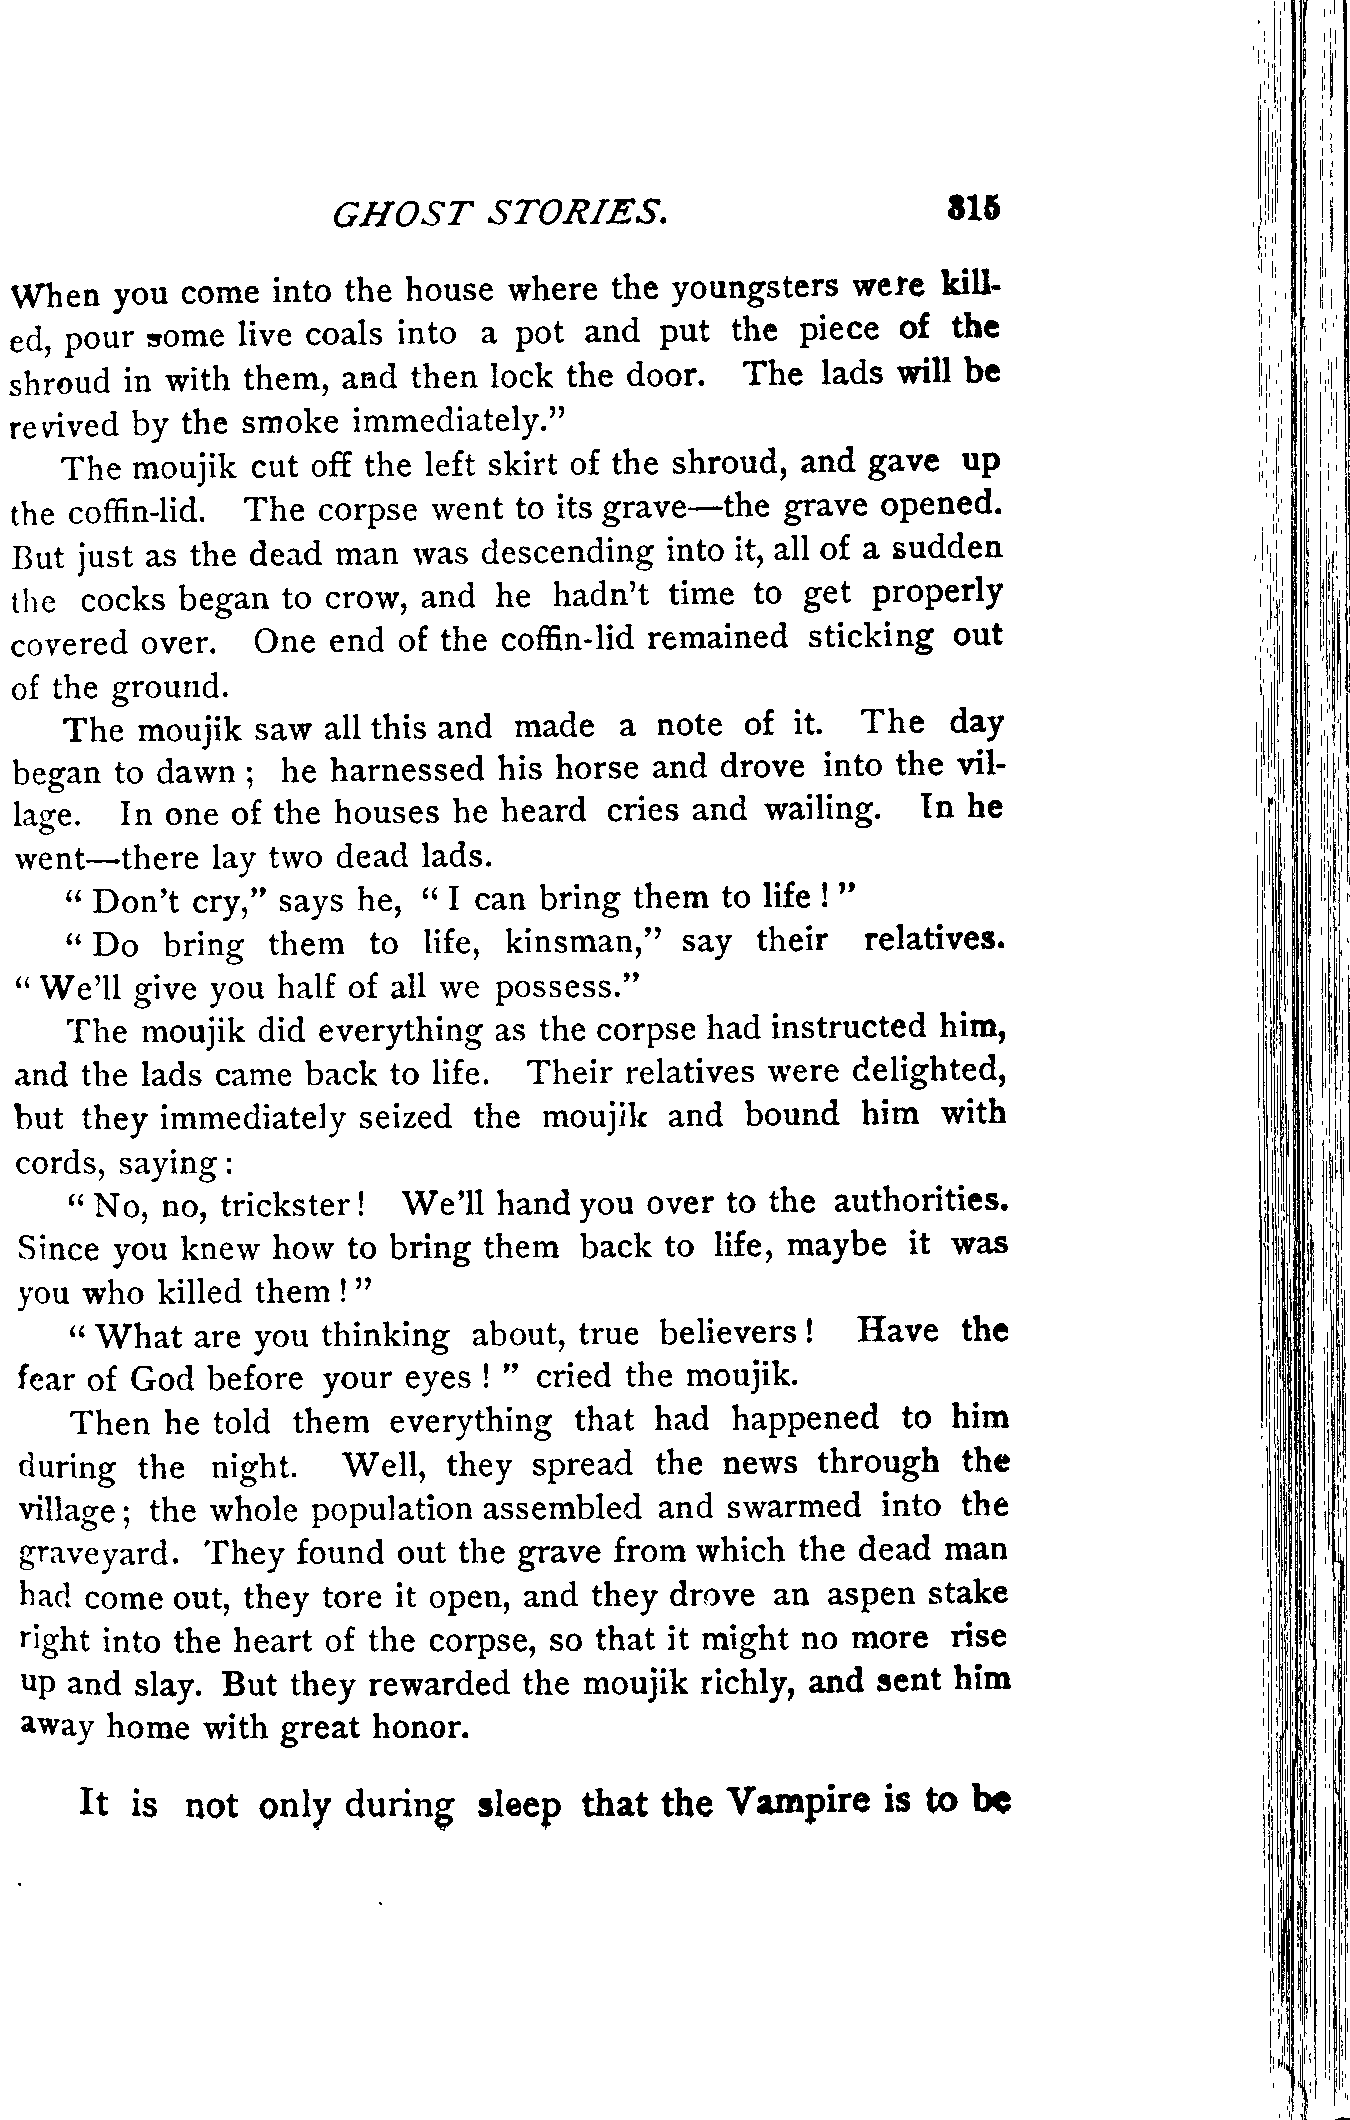 GHOST STORIES. 315
When you come into the house where the youngsters were kill-
ed, pour some live coals into a pot and put the piece of the
shroud in with them, and then lock the door. The lads will be
revived by the smoke immediately."
The moujik cut off the left skirt of the shroud, and gave up
the coffin-lid. The corpse went to its grave—the grave opened.
But just as the dead man was descending into it, all of a sudden
the cocks began to crow, and he hadn't time to get properly
covered over. One end of the coffin-lid remained sticking out
of the ground.
The moujik saw all this and made a note of it. The day
began to dawn ; he harnessed his horse and drove into the vil-
lage. In one of the houses he heard cries and wailing. In he
went—there lay two dead lads.
" Don't cry," says he, " I can bring them to life ! "
" Do bring them to life, kinsman," say their relatives.
" We'll give you half of all we possess."
The moujik did everything as the corpse had instructed him,
and the lads came back to life. Their relatives were delighted,
but they immediately seized the moujik and bound him with
cords, saying :
" No, no, trickster ! We'll hand you over to the authorities.
Since you knew how to bring them back to life, maybe it was
you who killed them ! "
" What are you thinking about, true believers ! Have the
fear of God before your eyes ! " cried the moujik.
Then he told them everything that had happened to him
during the night. Well, they spread the news through the
village ; the whole population assembled and swarmed into the
graveyard. They found out the grave from which the dead man
had come out, they tore it open, and they drove an aspen stake
right into the heart of the corpse, so that it might no more rise
up and slay. But they rewarded the moujik richly, and sent him
away home with great honor.
It is not only during sleep that the Vampire is to be